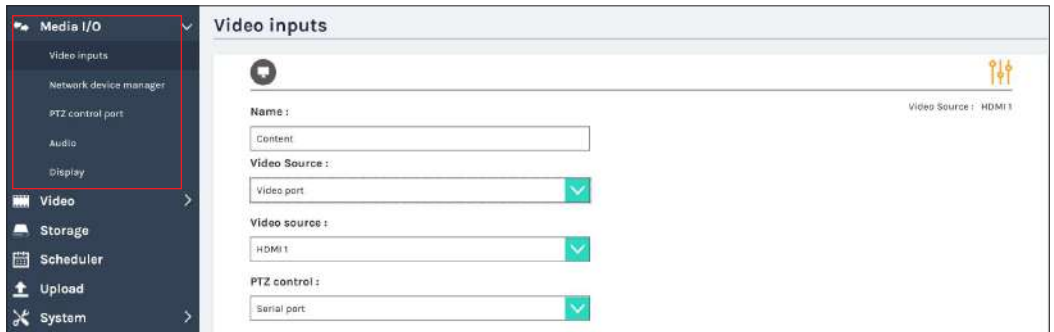 Media I/O
Video inputs
Network device manager
PTZ control port
Audio
Display
Video
Storage
Scheduler
Upload
System
Video inputs
Video Source : HDMI 1
Name :
Content
Video Source :
Video port
Video source :
HDMI 1
PTZ control :
Serial port